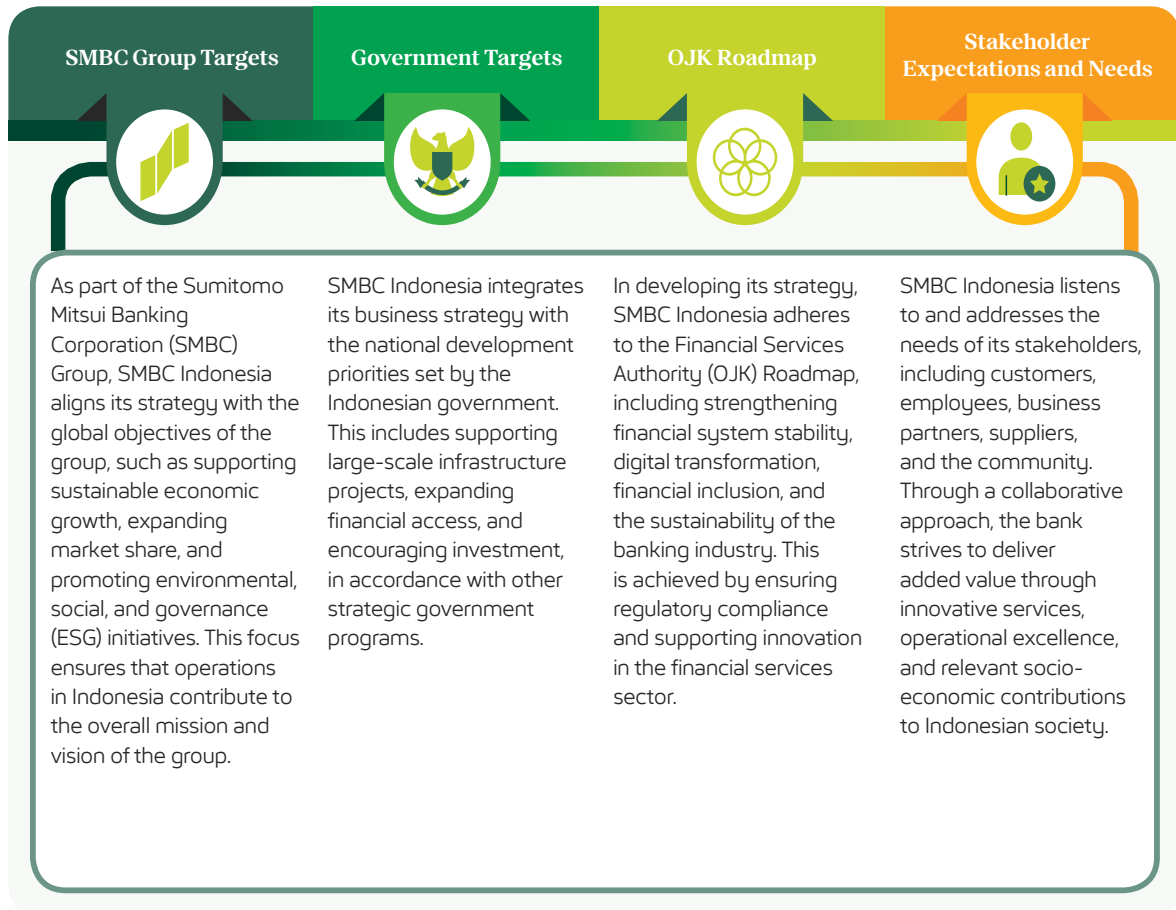 SMBC Group Targets
Government Targets
OJK Roadmap
Stakeholder
Expectations and Needs
As part of the Sumitomo
Mitsui Banking
Corporation (SMBC)
Group, SMBC Indonesia
aligns its strategy with the
global objectives of the
group, such as supporting
sustainable economic
growth, expanding
market share, and
promoting environmental,
social, and governance
(ESG) initiatives. This focus
ensures that operations
in Indonesia contribute to
the overall mission and
vision of the group.
SMBC Indonesia integrates
its business strategy with
the national development
priorities set by the
Indonesian government.
This includes supporting
large-scale infrastructure
projects, expanding
financial access, and
encouraging investment,
in accordance with other
strategic government
programs.
In developing its strategy,
SMBC Indonesia adheres
to the Financial Services
Authority (OJK) Roadmap,
including strengthening
financial system stability,
digital transformation,
financial inclusion, and
the sustainability of the
banking industry. This
is achieved by ensuring
regulatory compliance
and supporting innovation
in the financial services
sector.
SMBC Indonesia listens
to and addresses the
needs of its stakeholders,
including customers,
employees, business
partners, suppliers,
and the community.
Through a collaborative
approach, the bank
strives to deliver
added value through
innovative services,
operational excellence,
and relevant socio-
economic contributions
to Indonesian society.